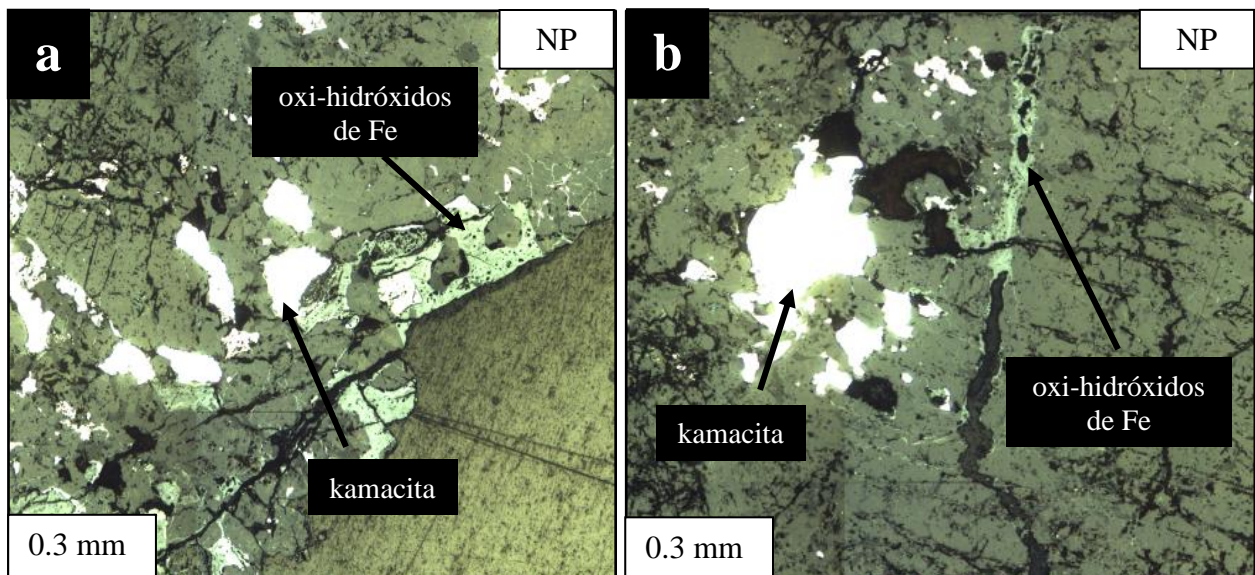 a
NP
oxi-hidróxidos
de Fe
kamacita
0.3 mm
b
NP
kamacita
oxi-hidróxidos
de Fe
0.3 mm